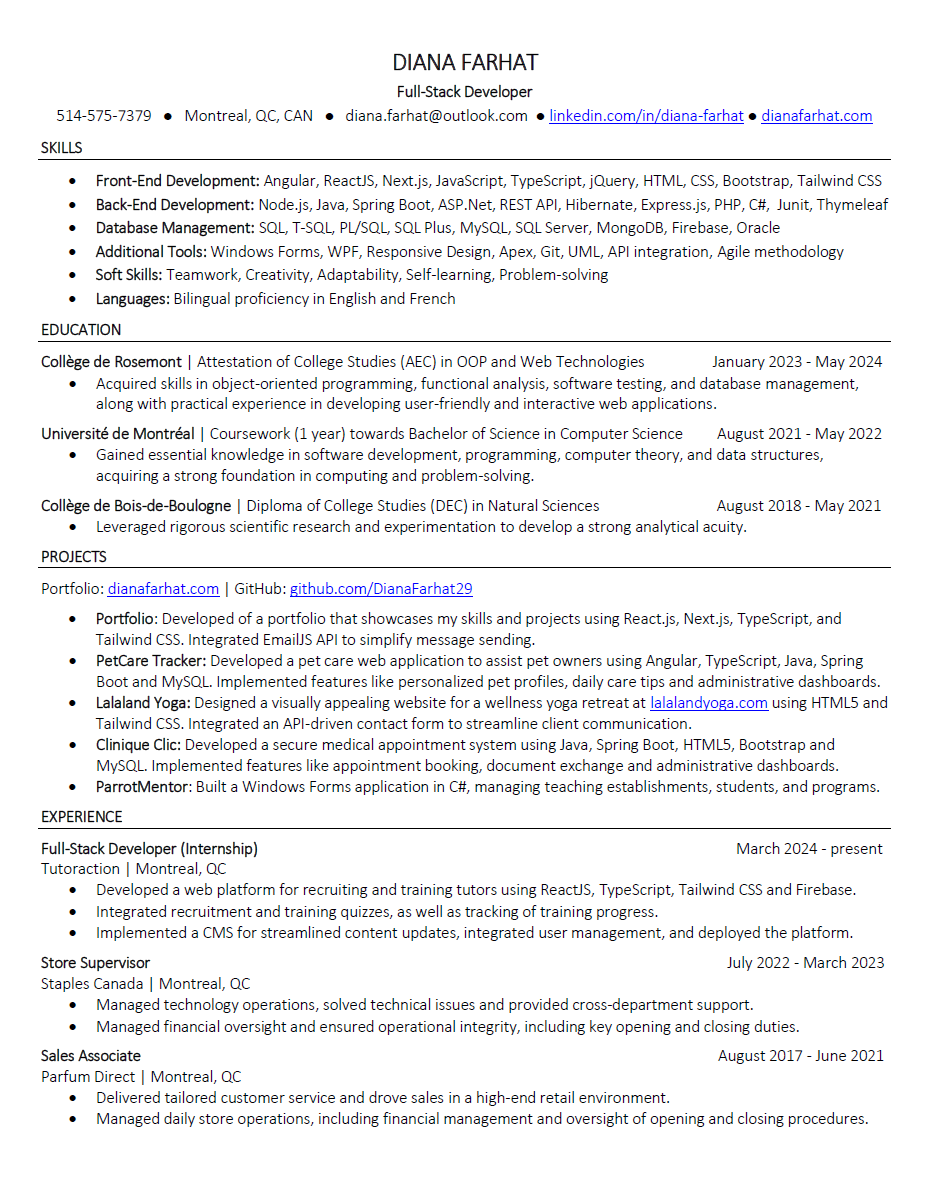 DIANA FARHAT
Full-Stack Developer
514-575-7379 ● Montreal, QC, CAN ● diana.farhat@outlook.com ● linkedin.com/in/diana-farhat ● dianafarhat.com
SKILLS
• Front-End Development: Angular, ReactJS, Next.js, JavaScript, TypeScript, jQuery, HTML, CSS, Bootstrap, Tailwind CSS
• Back-End Development: Node.js, Java, Spring Boot, ASP.Net, REST API, Hibernate, Express.js, PHP, C#, Junit, Thymeleaf
• Database Management: SQL, T-SQL, PL/SQL, SQL Plus, MySQL, SQL Server, MongoDB, Firebase, Oracle
• Additional Tools: Windows Forms, WPF, Responsive Design, Apex, Git, UML, API integration, Agile methodology
• Soft Skills: Teamwork, Creativity, Adaptability, Self-learning, Problem-solving
• Languages: Bilingual proficiency in English and French
EDUCATION
Collège de Rosemont | Attestation of College Studies (AEC) in OOP and Web Technologies January 2023 - May 2024
• Acquired skills in object-oriented programming, functional analysis, software testing, and database management,
along with practical experience in developing user-friendly and interactive web applications.
Université de Montréal | Coursework (1 year) towards Bachelor of Science in Computer Science August 2021 - May 2022
• Gained essential knowledge in software development, programming, computer theory, and data structures,
acquiring a strong foundation in computing and problem-solving.
Collège de Bois-de-Boulogne | Diploma of College Studies (DEC) in Natural Sciences August 2018 - May 2021
• Leveraged rigorous scientific research and experimentation to develop a strong analytical acuity.
PROJECTS
Portfolio: dianafarhat.com | GitHub: github.com/DianaFarhat29
• Portfolio: Developed of a portfolio that showcases my skills and projects using React.js, Next.js, TypeScript, and
Tailwind CSS. Integrated EmailJS API to simplify message sending.
• PetCare Tracker: Developed a pet care web application to assist pet owners using Angular, TypeScript, Java, Spring
Boot and MySQL. Implemented features like personalized pet profiles, daily care tips and administrative dashboards.
• Lalaland Yoga: Designed a visually appealing website for a wellness yoga retreat at lalalandyoga.com using HTML5 and
Tailwind CSS. Integrated an API-driven contact form to streamline client communication.
• Clinique Clic: Developed a secure medical appointment system using Java, Spring Boot, HTML5, Bootstrap and
MySQL. Implemented features like appointment booking, document exchange and administrative dashboards.
• ParrotMentor: Built a Windows Forms application in C#, managing teaching establishments, students, and programs.
EXPERIENCE
Full-Stack Developer (Internship) March 2024 - present
Tutoraction | Montreal, QC
• Developed a web platform for recruiting and training tutors using ReactJS, TypeScript, Tailwind CSS and Firebase.
• Integrated recruitment and training quizzes, as well as tracking of training progress.
• Implemented a CMS for streamlined content updates, integrated user management, and deployed the platform.
Store Supervisor July 2022 - March 2023
Staples Canada | Montreal, QC
• Managed technology operations, solved technical issues and provided cross-department support.
• Managed financial oversight and ensured operational integrity, including key opening and closing duties.
Sales Associate August 2017 - June 2021
Parfum Direct | Montreal, QC
• Delivered tailored customer service and drove sales in a high-end retail environment.
• Managed daily store operations, including financial management and oversight of opening and closing procedures.